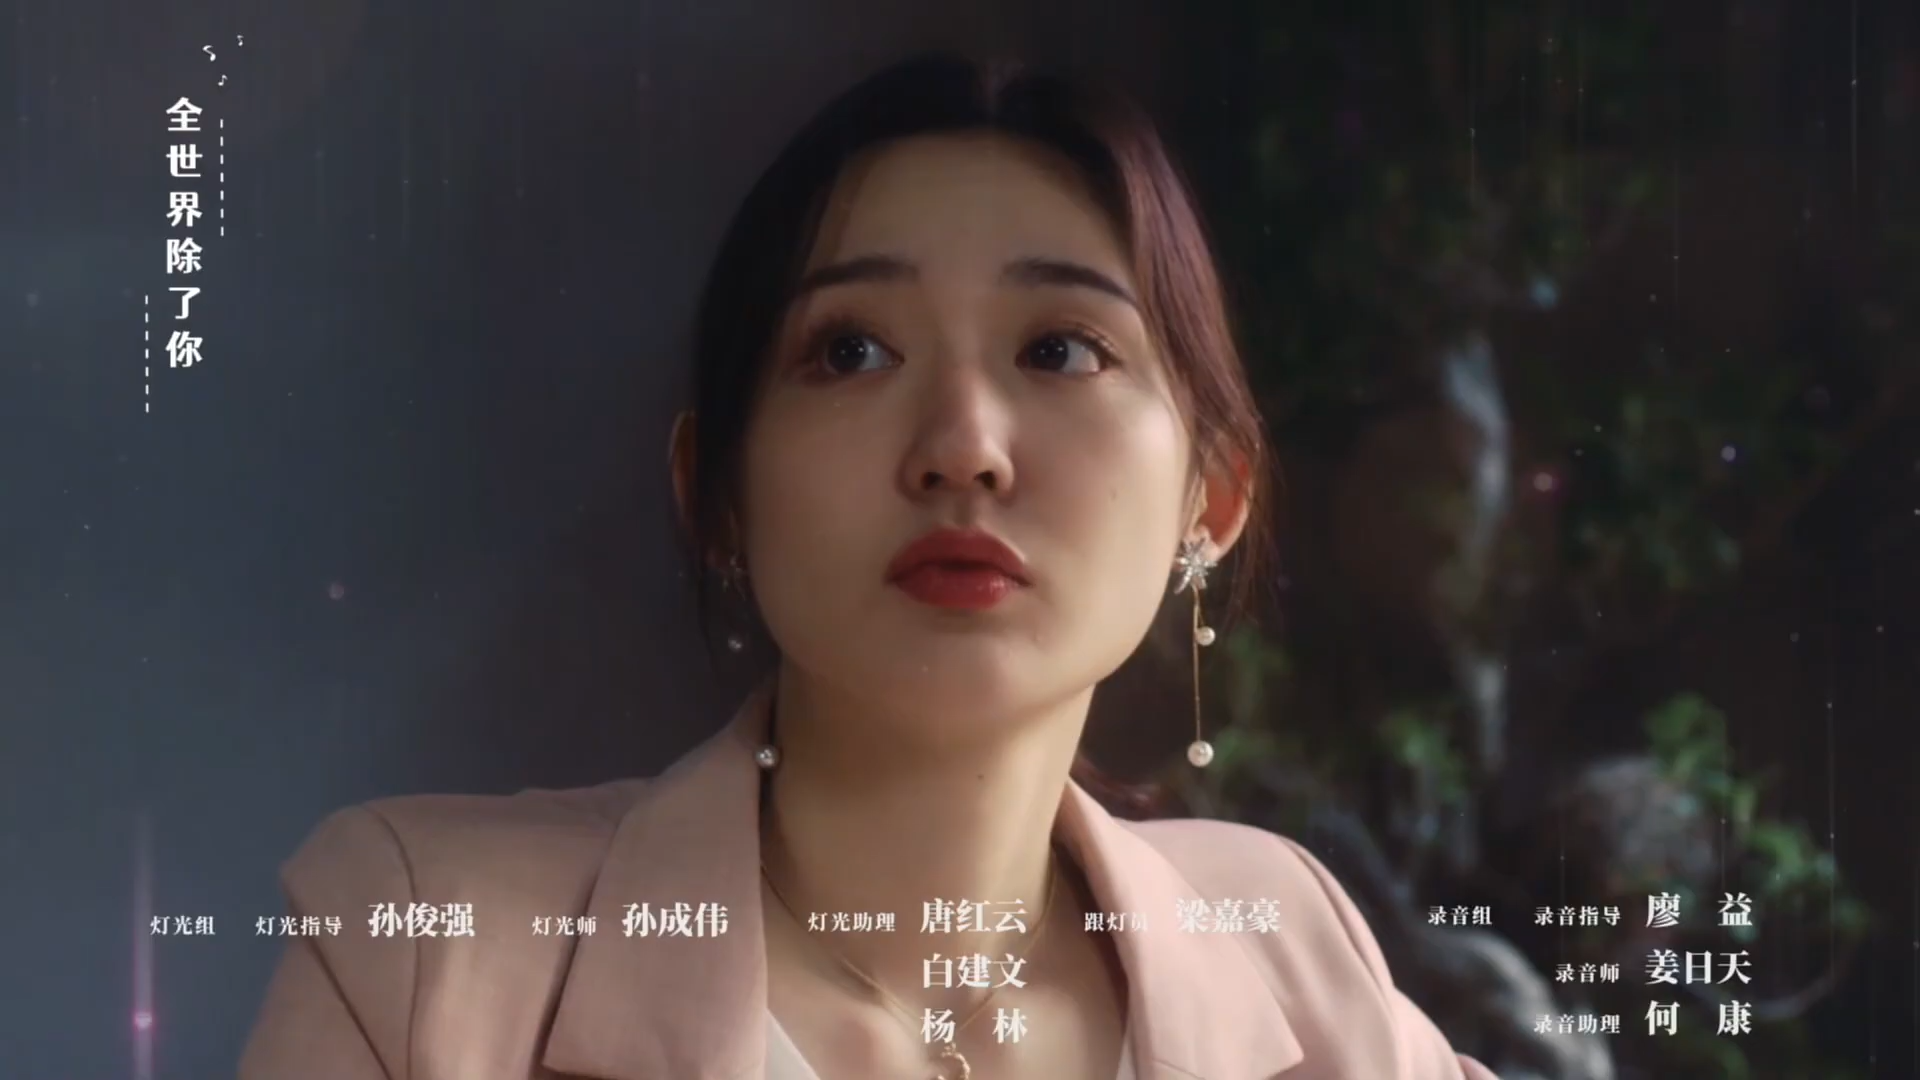 全世界除了你
灯光组 灯光指导 孙俊强 灯光师 孙成伟 灯光助理 唐红云 跟灯员 梁嘉豪
白建文
杨 林
录音组 录音指导 廖 益
录音师 姜日天
录音助理 何 康